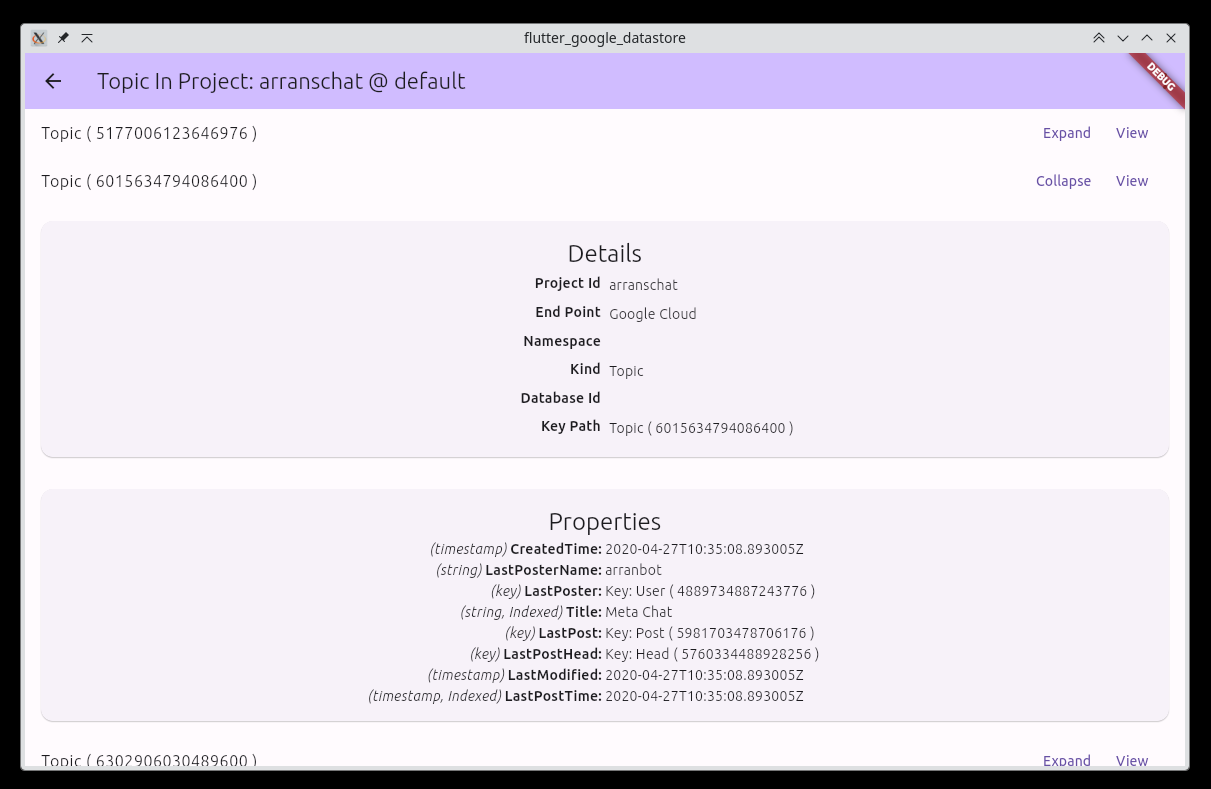 flutter_google_datastore
Topic In Project: arranschat @ default
DEBUG
Topic ( 5177006123646976 ) Expand View
Topic ( 6015634794086400 ) Collapse View
Details
Project Id arranschat
End Point Google Cloud
Namespace
Kind Topic
Database Id
Key Path Topic ( 6015634794086400 )
Properties
(timestamp) CreatedTime: 2020-04-27T10:35:08.893005Z
(string) LastPosterName: arranbot
(key) LastPoster: Key: User ( 4889734887243776 )
(string, Indexed) Title: Meta Chat
(key) LastPost: Key: Post ( 5981703478706176 )
(key) LastPostHead: Key: Head ( 5760334488928256 )
(timestamp) LastModified: 2020-04-27T10:35:08.893005Z
(timestamp, Indexed) LastPostTime: 2020-04-27T10:35:08.893005Z
Topic ( 6302906030489600 ) Expand View